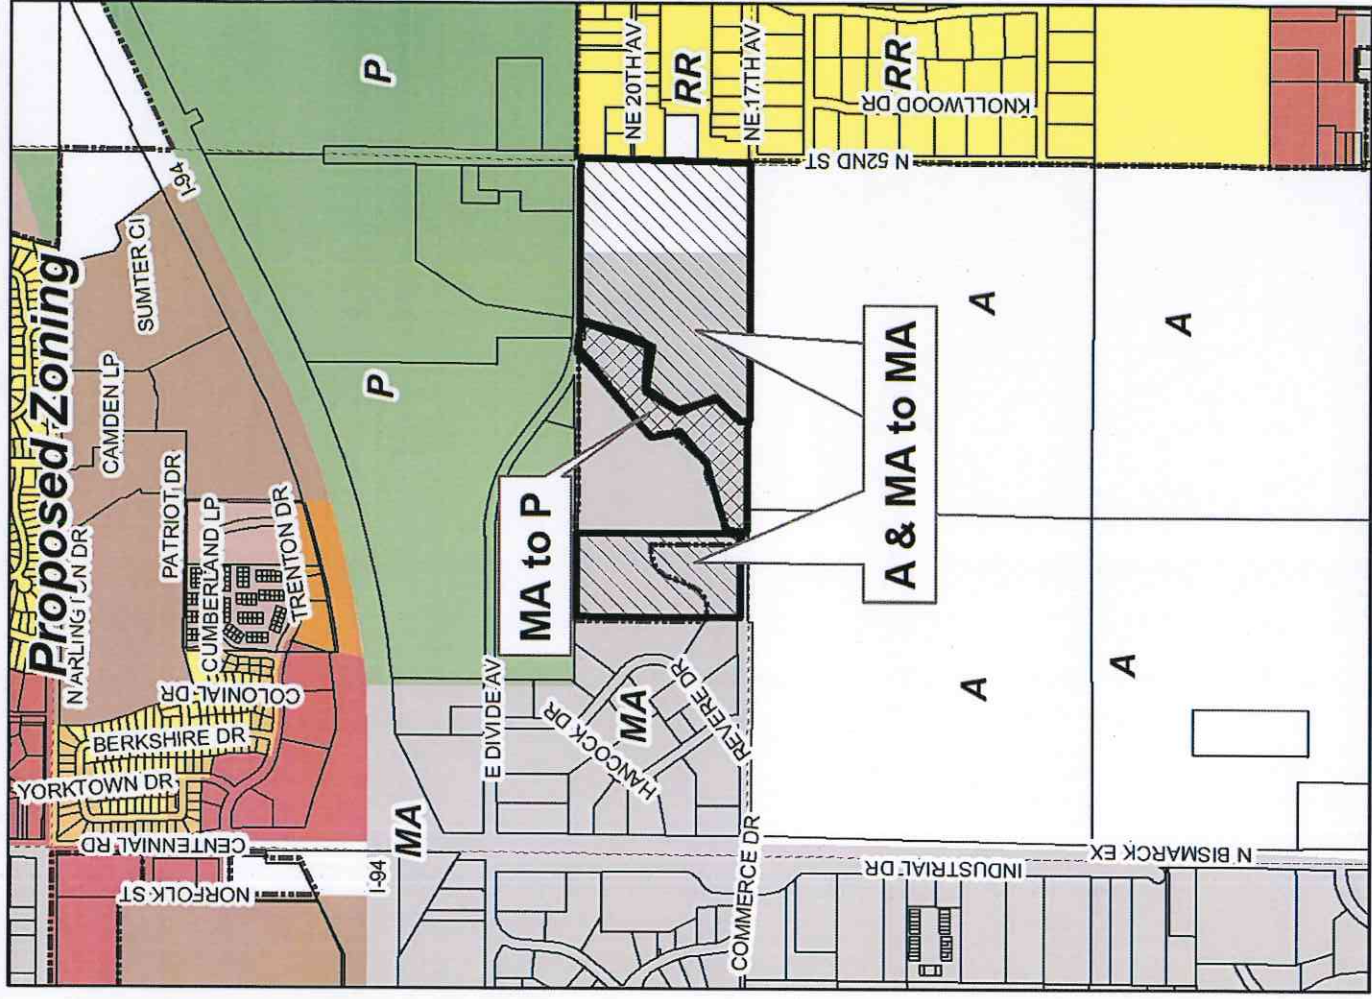 Proposed Zoning
SUMTER CI
I-94
N ARLINGTON DR
CAMDEN LP
PATRIOT DR
CUMBERLAND LP
TRENTON DR
COLONIAL DR
BERKSHIRE DR
YORKTOWN DR
CENTENNIAL RD
NORFOLK ST
I-94
MA
P
P
E DIVIDE AV
MA to P
HANCOCK DR
MA
REVERE DR
COMMERCE DR
NE 20TH AV
RR
NE 17TH AV
RR
KNOLLWOOD DR
N 52ND ST
A & MA to MA
A
A
A
A
INDUSTRIAL DR
N BISMARCK EX